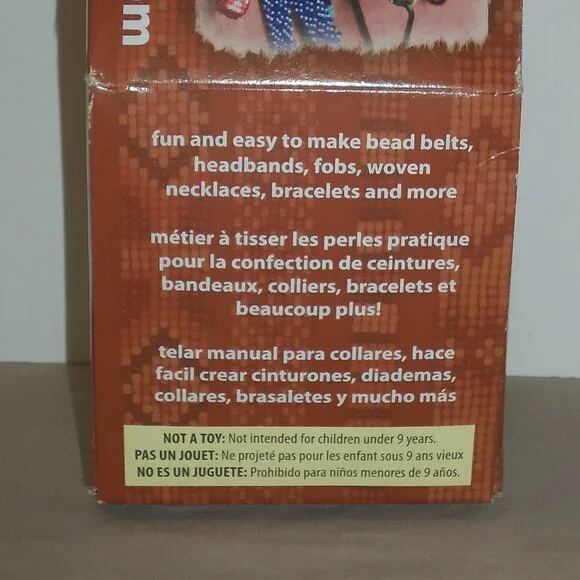 fun and easy to make bead belts,
headbands, fobs, woven
necklaces, bracelets and more
métier à tisser les perles pratique
pour la confection de ceintures,
bandeaux, colliers, bracelets et
beaucoup plus!
telar manual para collares, hace
facil crear cinturones, diademas,
collares, brasaletes y mucho más
NOT A TOY: Not intended for children under 9 years.
PAS UN JOUET: Ne projeté pas pour les enfant sous 9 ans vieux
NO ES UN JUGUETE: Prohibido para niños menores de 9 años.